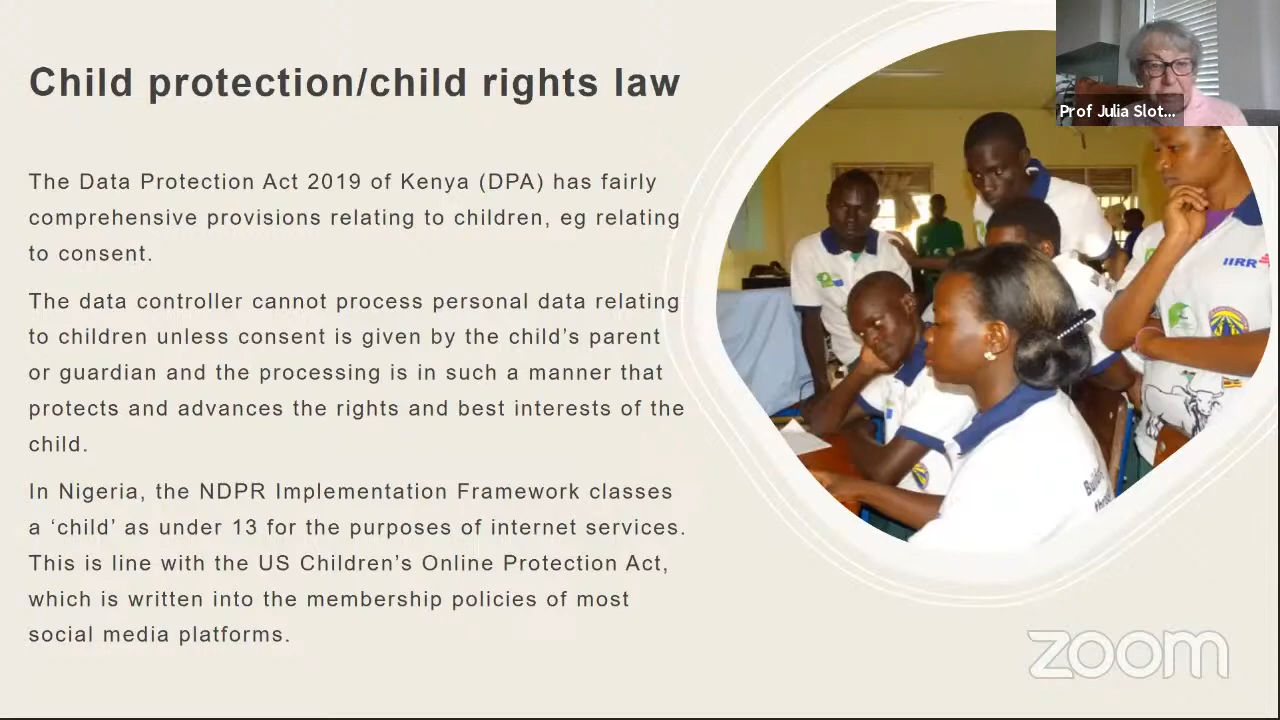 Child protection/child rights law
Prof Julia Slot...
The Data Protection Act 2019 of Kenya (DPA) has fairly
comprehensive provisions relating to children, eg relating
to consent.
The data controller cannot process personal data relating
to children unless consent is given by the child’s parent
or guardian and the processing is in such a manner that
protects and advances the rights and best interests of the
child.
In Nigeria, the NDPR Implementation Framework classes
a ‘child’ as under 13 for the purposes of internet services.
This is line with the US Children’s Online Protection Act,
which is written into the membership policies of most
social media platforms.
IIRR
zoom